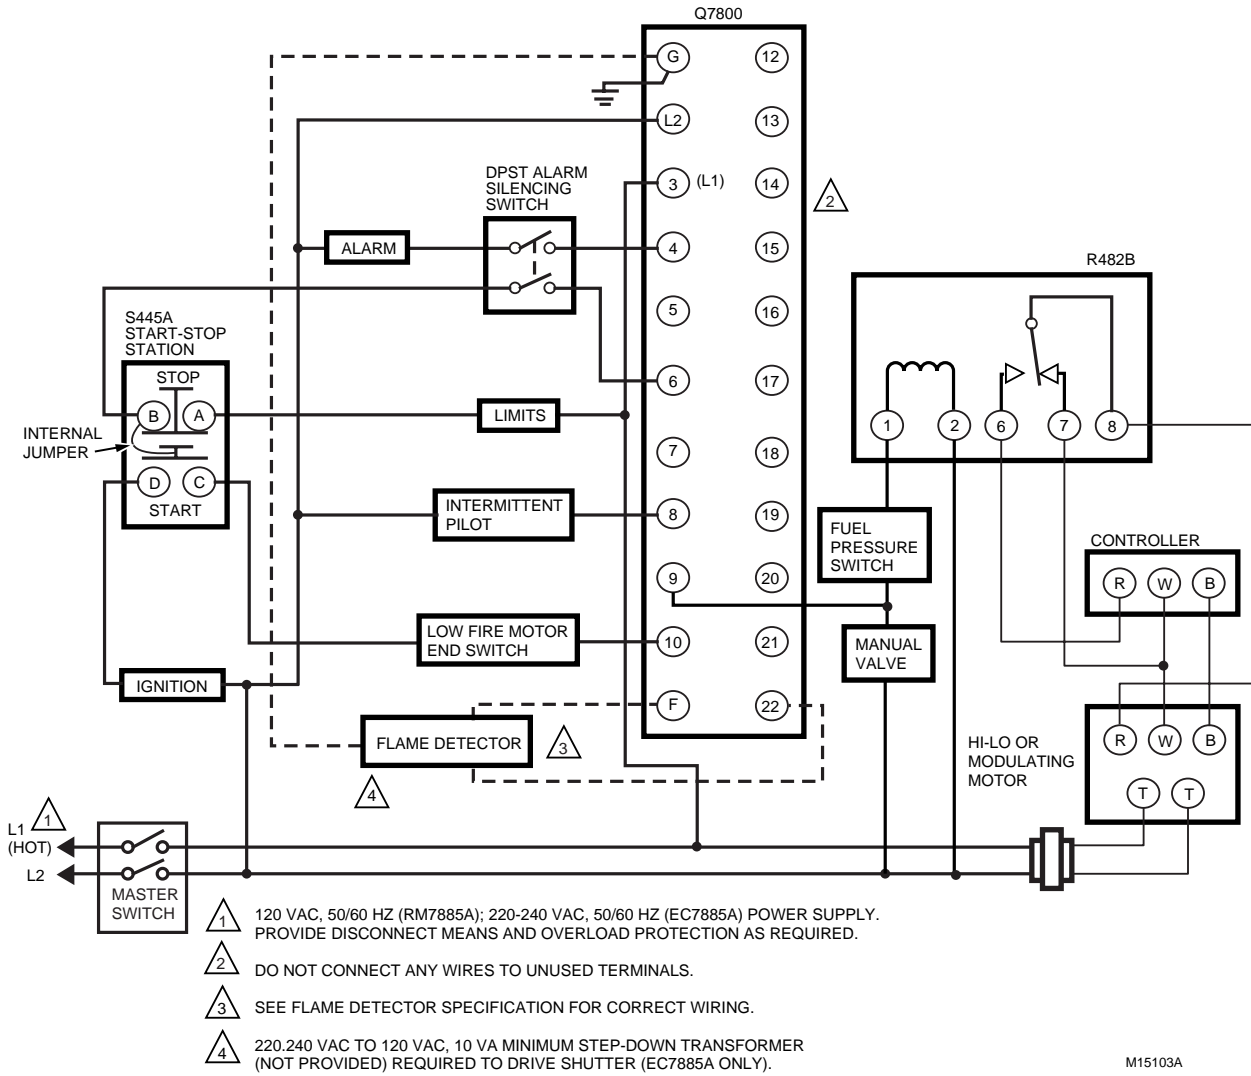 Q7800
G
12
L2
13
3
(L1)
14
2
DPST ALARM
SILENCING
SWITCH
ALARM
4
15
R482B
S445A
START-STOP
STATION
5
16
STOP
6
17
B
A
LIMITS
INTERNAL
JUMPER
1
2
6
7
8
7
18
D
C
START
INTERMITTENT
PILOT
8
19
FUEL
PRESSURE
SWITCH
CONTROLLER
R
W
B
9
20
LOW FIRE MOTOR
END SWITCH
10
21
MANUAL
VALVE
IGNITION
F
22
FLAME DETECTOR
3
4
HI-LO OR
MODULATING
MOTOR
R
W
B
T
T
L1
(HOT)
1
L2
MASTER
SWITCH
1
120 VAC, 50/60 HZ (RM7885A); 220-240 VAC, 50/60 HZ (EC7885A) POWER SUPPLY.
PROVIDE DISCONNECT MEANS AND OVERLOAD PROTECTION AS REQUIRED.
2
DO NOT CONNECT ANY WIRES TO UNUSED TERMINALS.
3
SEE FLAME DETECTOR SPECIFICATION FOR CORRECT WIRING.
4
220.240 VAC TO 120 VAC, 10 VA MINIMUM STEP-DOWN TRANSFORMER
(NOT PROVIDED) REQUIRED TO DRIVE SHUTTER (EC7885A ONLY).
M15103A